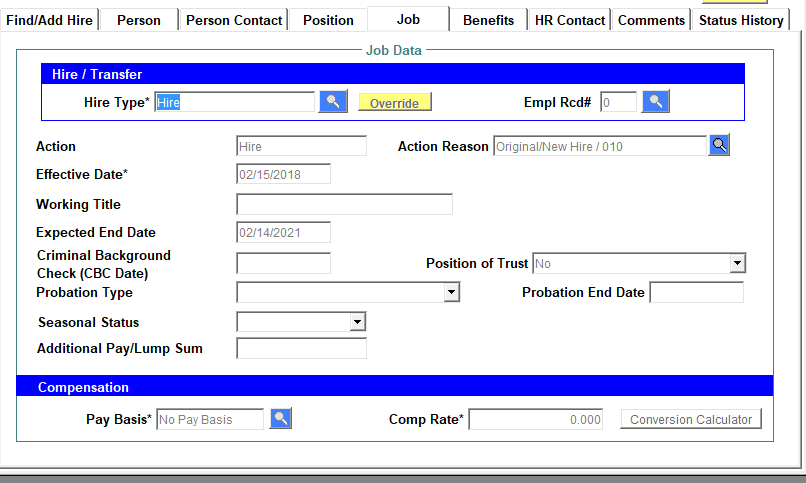 Find/Add Hire Person Person Contact Position Job Benefits HR Contact Comments Status History
Job Data
Hire / Transfer
Hire Type* Hire Override Empl Rcd# 0
Action Hire Action Reason Original/New Hire / 010
Effective Date* 02/15/2018
Working Title
Expected End Date 02/14/2021
Criminal Background
Check (CBC Date) Position of Trust No
Probation Type Probation End Date
Seasonal Status
Additional Pay/Lump Sum
Compensation
Pay Basis* No Pay Basis Comp Rate* 0.000 Conversion Calculator